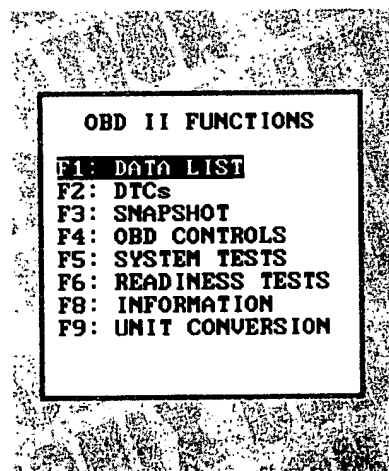 OBD II FUNCTIONS
F1: DATA LIST
F2: DTCs
F3: SNAPSHOT
F4: OBD CONTROLS
F5: SYSTEM TESTS
F6: READINESS TESTS
F8: INFORMATION
F9: UNIT CONVERSION